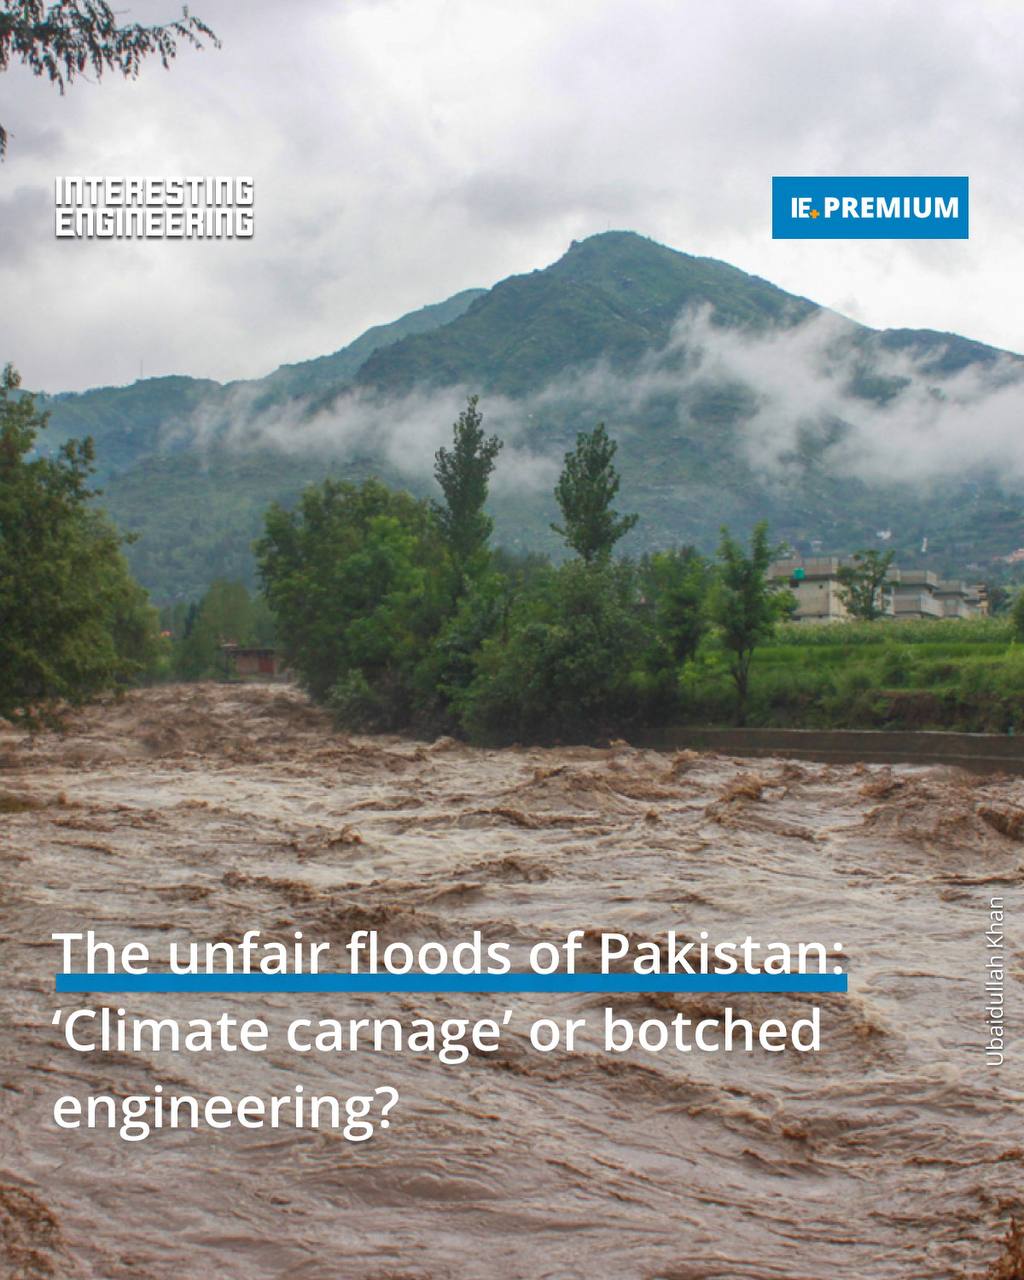 INTERESTING
ENGINEERING
IE+ PREMIUM
The unfair floods of Pakistan:
‘Climate carnage’ or botched
engineering?
Ubaidullah Khan